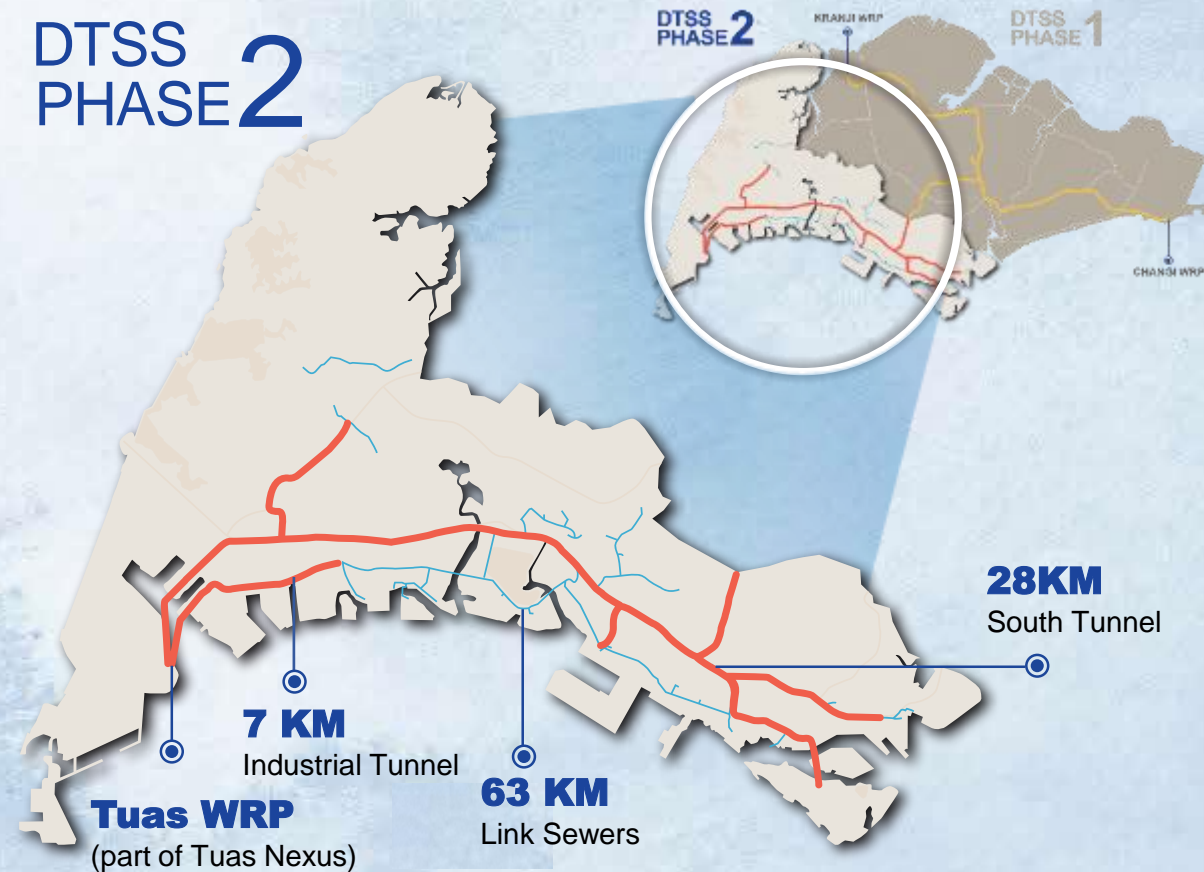 DTSS
PHASE 2
DTSS
PHASE 2
KRANJI WRP
DTSS
PHASE 1
CHANGI WRP
28KM
South Tunnel
7 KM
Industrial Tunnel
63 KM
Link Sewers
Tuas WRP
(part of Tuas Nexus)